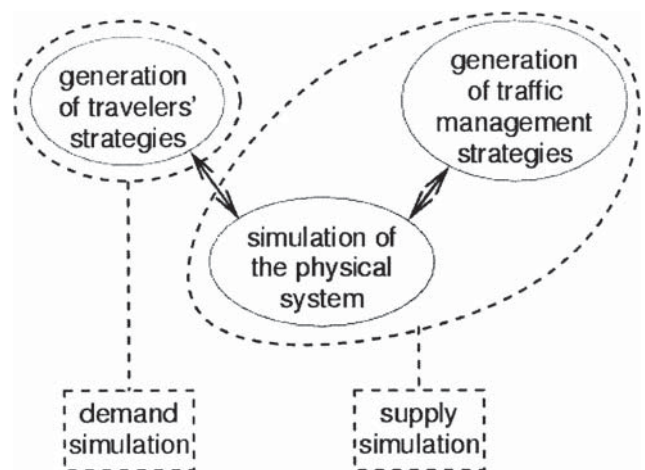 generation
of travelers'
strategies
generation
of traffic
management
strategies
simulation of
the physical
system
demand
simulation
supply
simulation